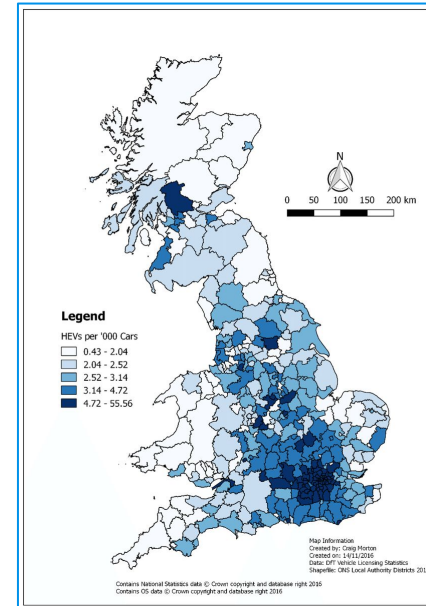 N
0 50 100 150 200 km
Legend
HEVs per '000 Cars
0.43 - 2.04
2.04 - 2.52
2.52 - 3.14
3.14 - 4.72
4.72 - 55.56
Map Information
Created by: Craig Morton
Created on: 14/11/2016
Data: DfT Vehicle Licensing Statistics
Shapefile: ONS Local Authority Districts
Contains National Statistics data © Crown copyright and database right 2016
Contains OS data © Crown copyright and database right 2016